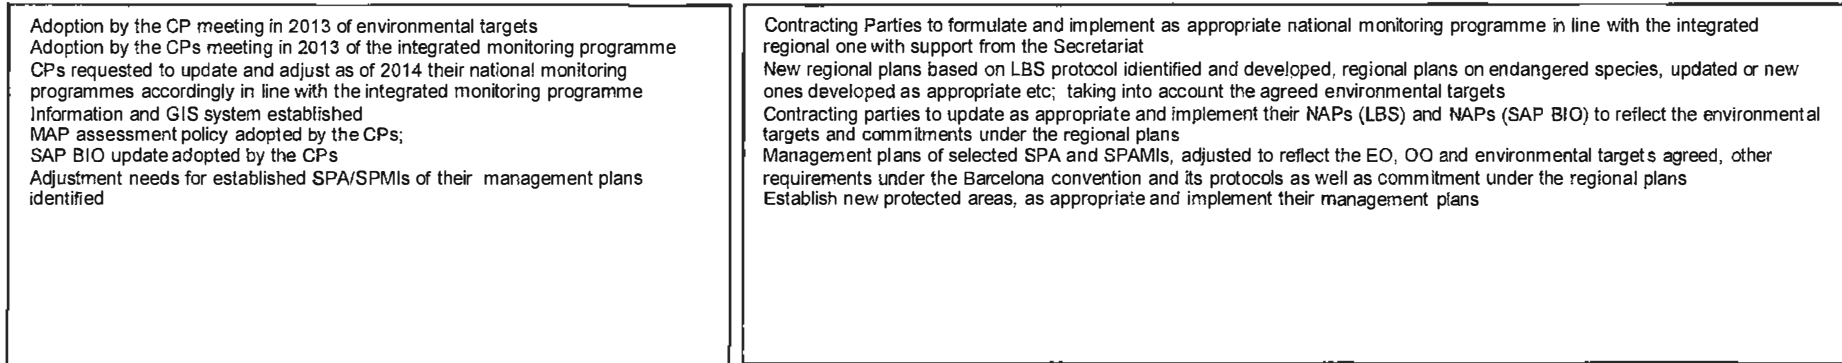 Adoption by the CP meeting in 2013 of environmental targets
Adoption by the CPs meeting in 2013 of the integrated monitoring programme
CPs requested to update and adjust as of 2014 their national monitoring
programmes accordingly in line with the integrated monitoring programme
Information and GIS system established
MAP assessment policy adopted by the CPs;
SAP BIO update adopted by the CPs
Adjustment needs for established SPA/SPMIs of their management plans
identified
Contracting Parties to formulate and implement as appropriate national monitoring programme in line with the integrated
regional one with support from the Secretariat
New regional plans based on LBS protocol idientified and developed, regional plans on endangered species, updated or new
ones developed as appropriate etc; taking into account the agreed environmental targets
Contracting parties to update as appropriate and implement their NAPs (LBS) and NAPs (SAP BIO) to reflect the environmental
targets and commitments under the regional plans
Management plans of selected SPA and SPAMIs, adjusted to reflect the EO, OO and environmental targets agreed, other
requirements under the Barcelona convention and its protocols as well as commitment under the regional plans
Establish new protected areas, as appropriate and implement their management plans